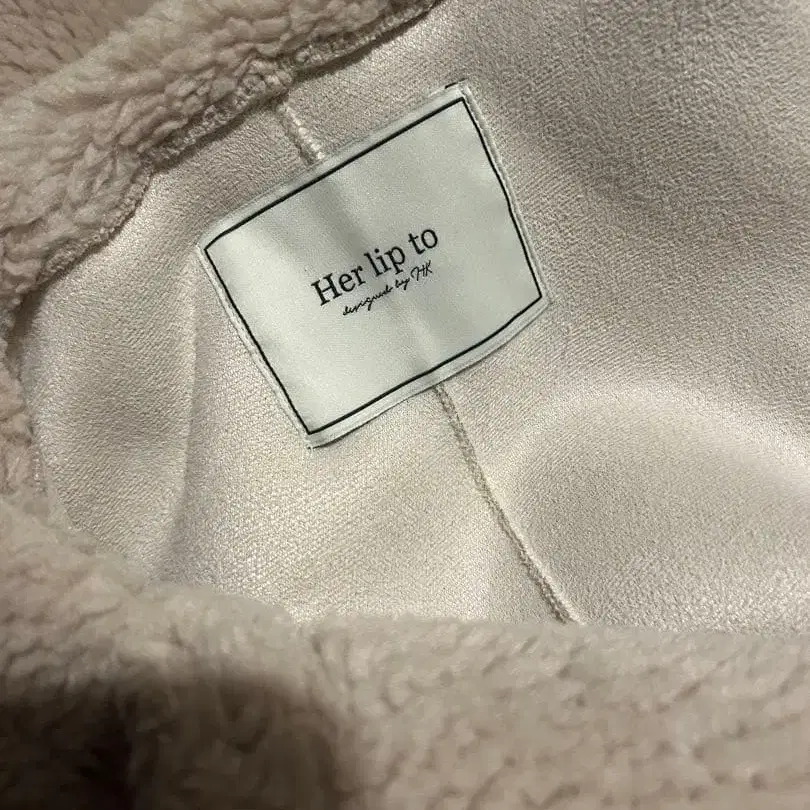 Her lip to
designed by HK